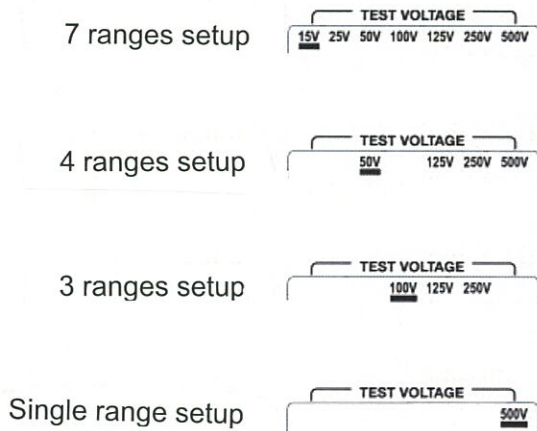 TEST VOLTAGE
7 ranges setup 15V 25V 50V 100V 125V 250V 500V
TEST VOLTAGE
4 ranges setup 50V 125V 250V 500V
TEST VOLTAGE
3 ranges setup 100V 125V 250V
TEST VOLTAGE
Single range setup 500V